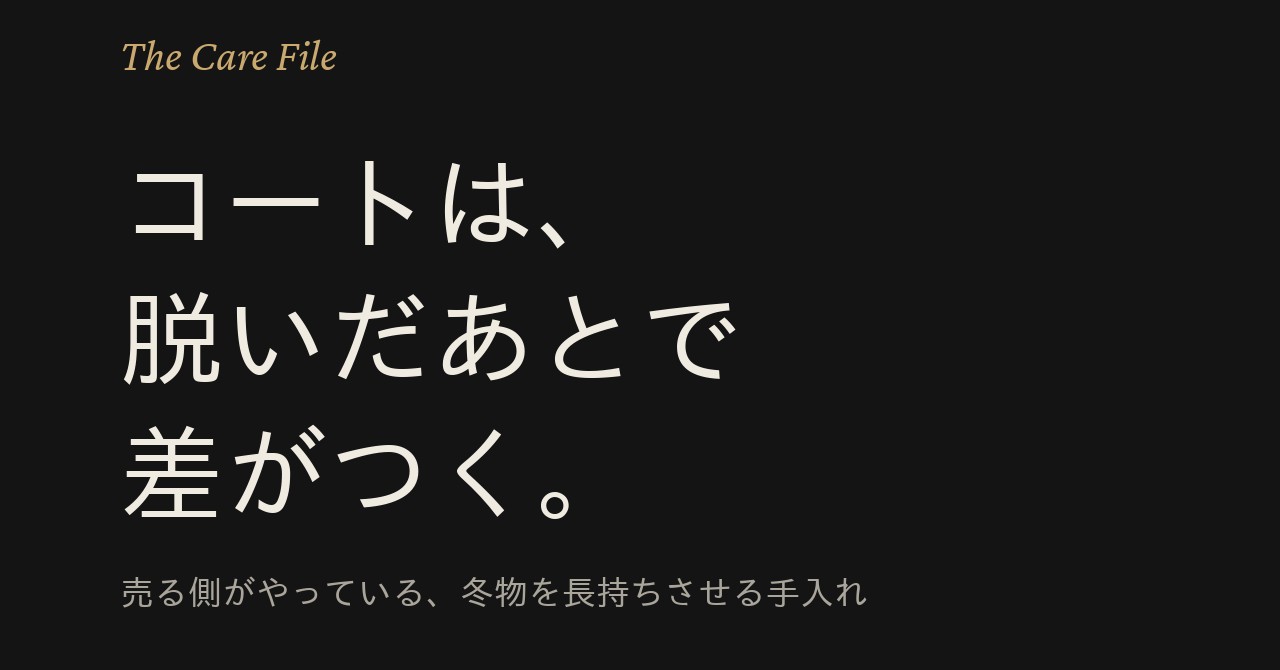 The Care File
コートは、
脱いだあとで
差がつく。
売る側がやっている、冬物を長持ちさせる手入れ